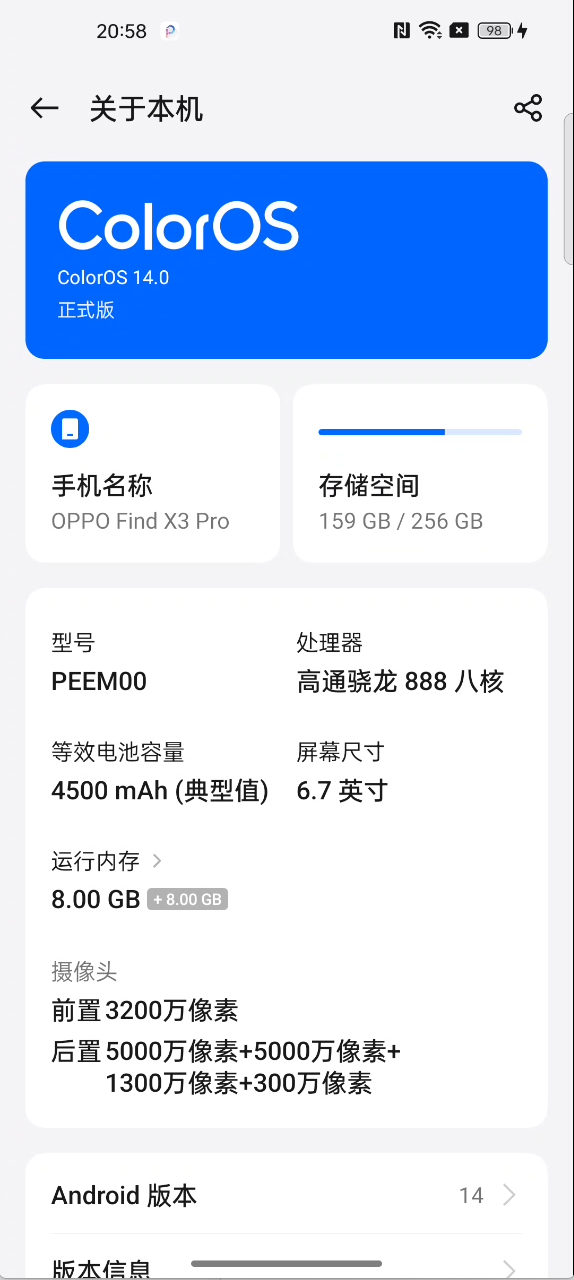 20:58
98
关于本机
ColorOS
ColorOS 14.0
正式版
手机名称
OPPO Find X3 Pro
存储空间
159 GB / 256 GB
型号
PEEM00
处理器
高通骁龙 888 八核
等效电池容量
4500 mAh (典型值)
屏幕尺寸
6.7 英寸
运行内存
8.00 GB + 8.00 GB
摄像头
前置 3200万像素
后置 5000万像素+5000万像素+
1300万像素+300万像素
Android 版本 14
版本信息